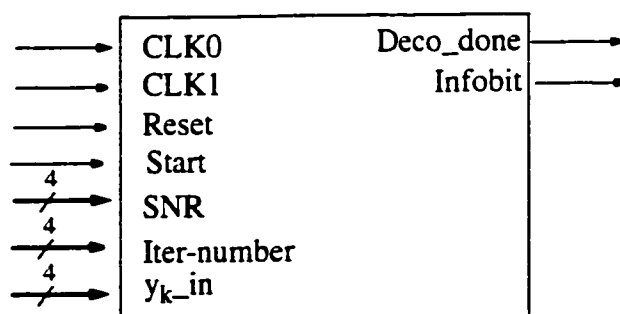 CLK0 Deco_done
CLK1 Infobit
Reset
Start
4
SNR
4
Iter-number
4
yk_in